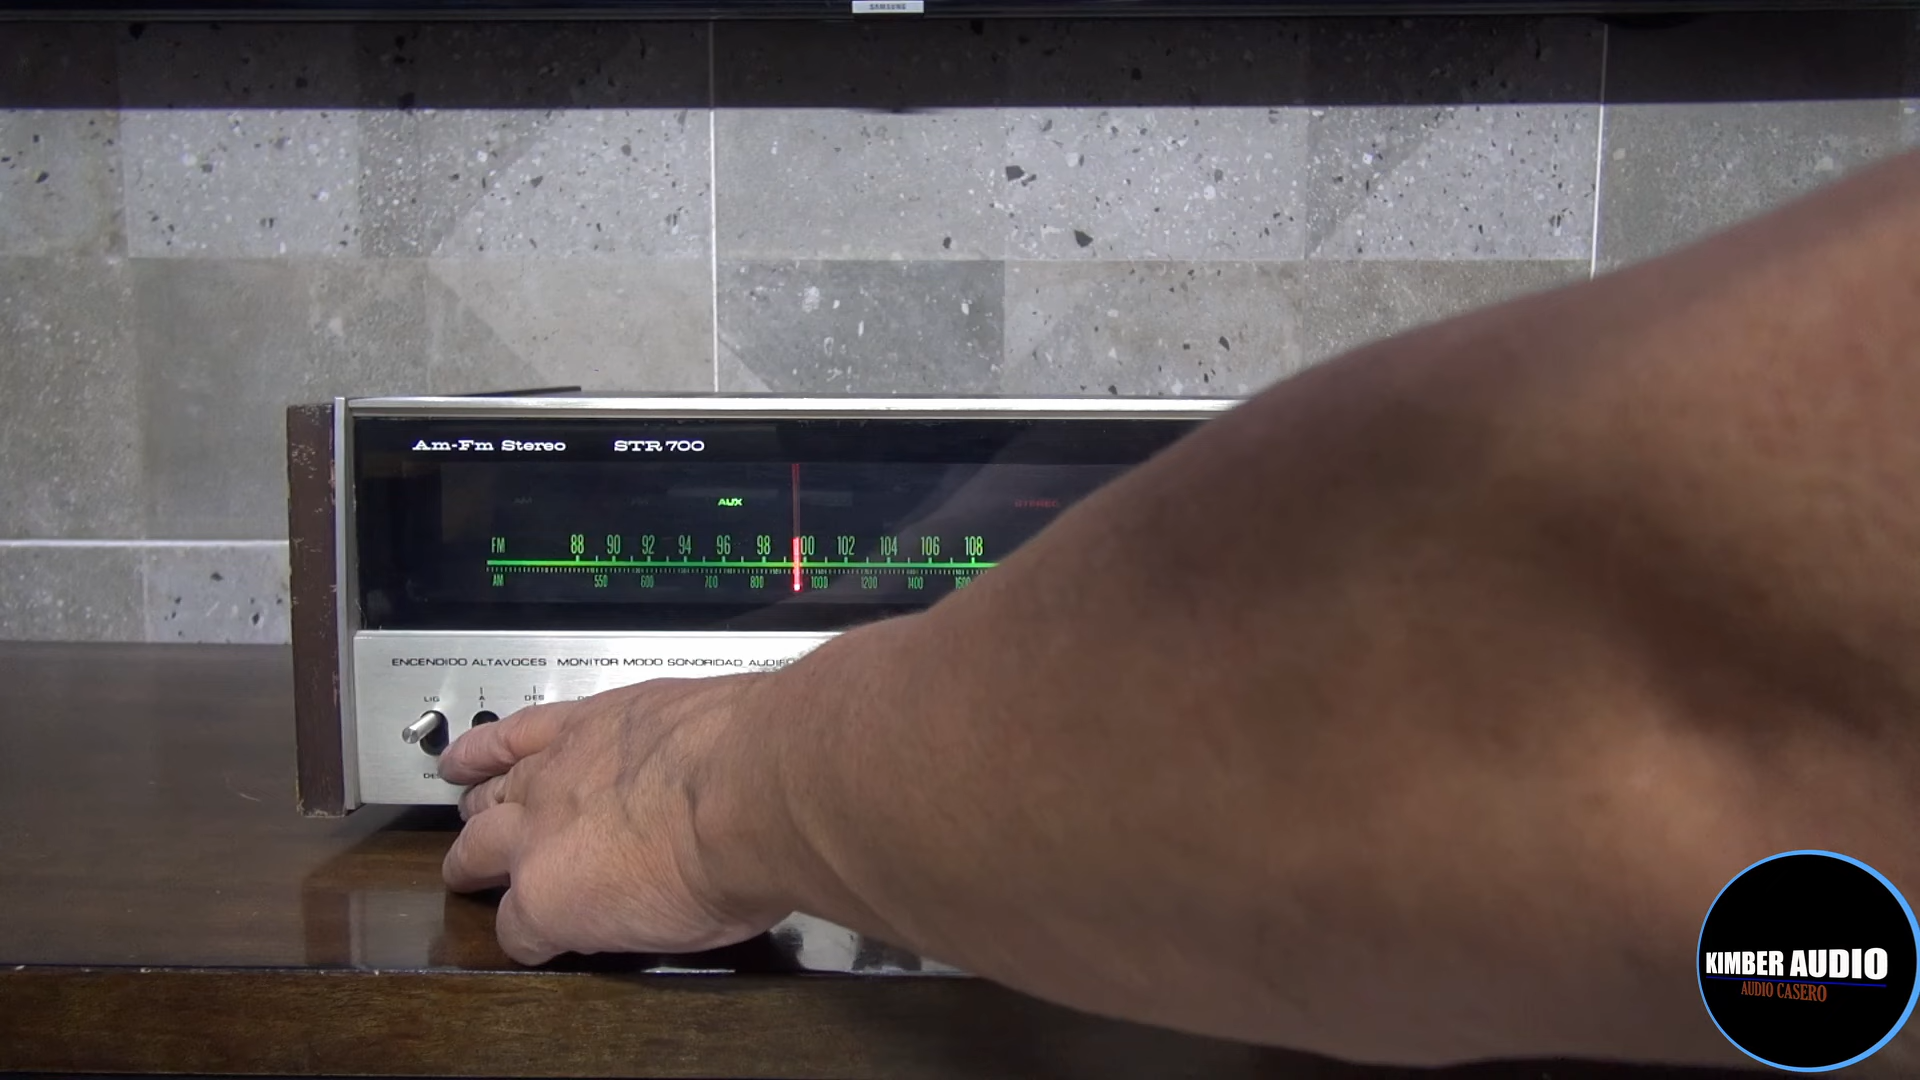 SAMSUNG
Am-Fm Stereo STR 700
AM AUX STEREO
FM 88 90 92 94 96 98 100 102 104 106 108
AM 550 600 700 800 1000 1200 1400 1600
ENCENDIDO ALTAVOCES MONITOR MODO SONORIDAD
LIG A DES
KIMBER AUDIO
AUDIO CASERO